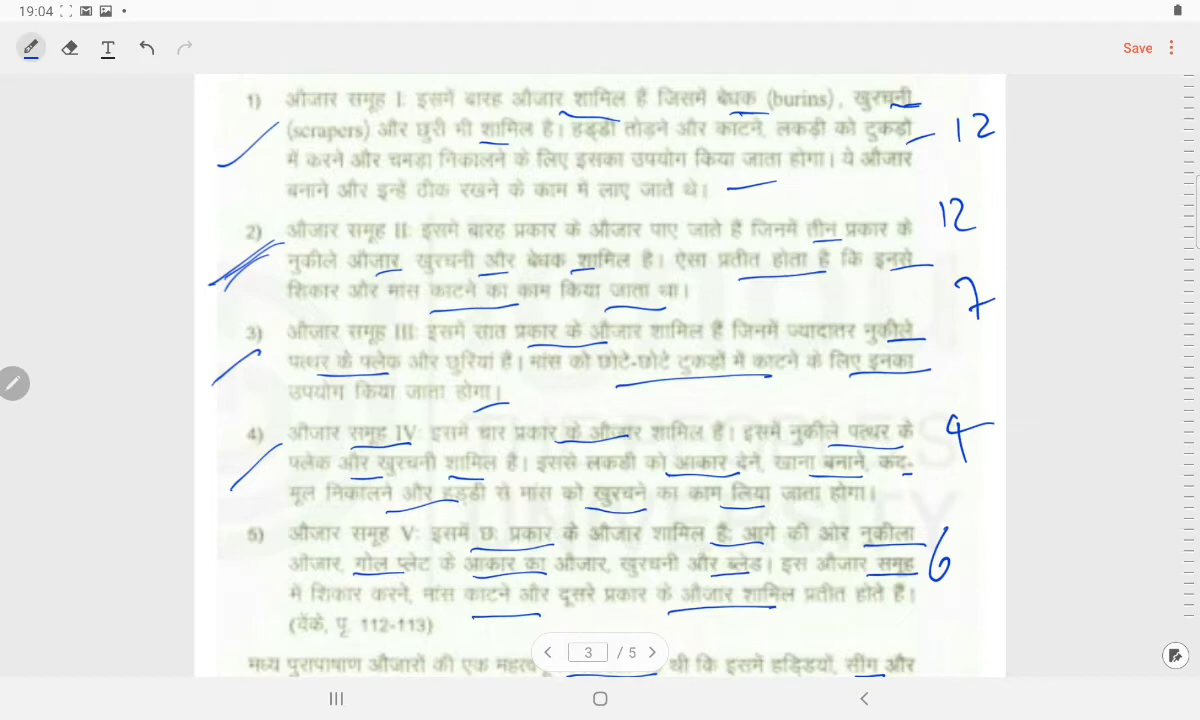 19:04
Save
1) औजार समूह I: इसमें बारह औजार शामिल हैं जिसमें बेधक (burins), खुरचनी
(scrapers) और छुरी भी शामिल है। हड्डी तोड़ने और काटने, लकडी को टुकडों 12
में करने और चमडा निकालने के लिए इसका उपयोग किया जाता होगा। ये औजार
बनाने और इन्हें ठीक रखने के काम में लाए जाते थे।
2) औजार समूह II: इसमें बारह प्रकार के औजार पाए जाते हैं जिनमें तीन प्रकार के 12
नुकीले औजार, खुरचनी और बेधक शामिल है। ऐसा प्रतीत होता है कि इनसे
शिकार और मांस काटने का काम किया जाता था। 7
3) औजार समूह III: इसमें सात प्रकार के औजार शामिल हैं जिनमें ज्यादातर नुकीले
पत्थर के फ्लेक और छुरियां हैं। मांस को छोटे-छोटे टुकड़ों में काटने के लिए इनका
उपयोग किया जाता होगा।
4) औजार समूह IV: इसमें चार प्रकार के औजार शामिल हैं। इसमें नुकीले पत्थर के 4
फ्लेक और खुरचनी शामिल है। इससे लकडी को आकार देने, खाना बनाने, कंद-
मूल निकालने और हड्डी से मांस को खुरचने का काम लिया जाता होगा।
5) औजार समूह V: इसमें छः प्रकार के औजार शामिल हैं: आगे की ओर नुकीला
औजार, गोल प्लेट के आकार का औजार, खुरचनी और ब्लेड। इस औजार समूह 6
में शिकार करने, मांस काटने और दूसरे प्रकार के औजार शामिल प्रतीत होते हैं।
(वेंके, पृ. 112-113)
मध्य पुरापाषाण औजारों की एक थी कि इसमें हड्डियों, सींग और
3 / 5